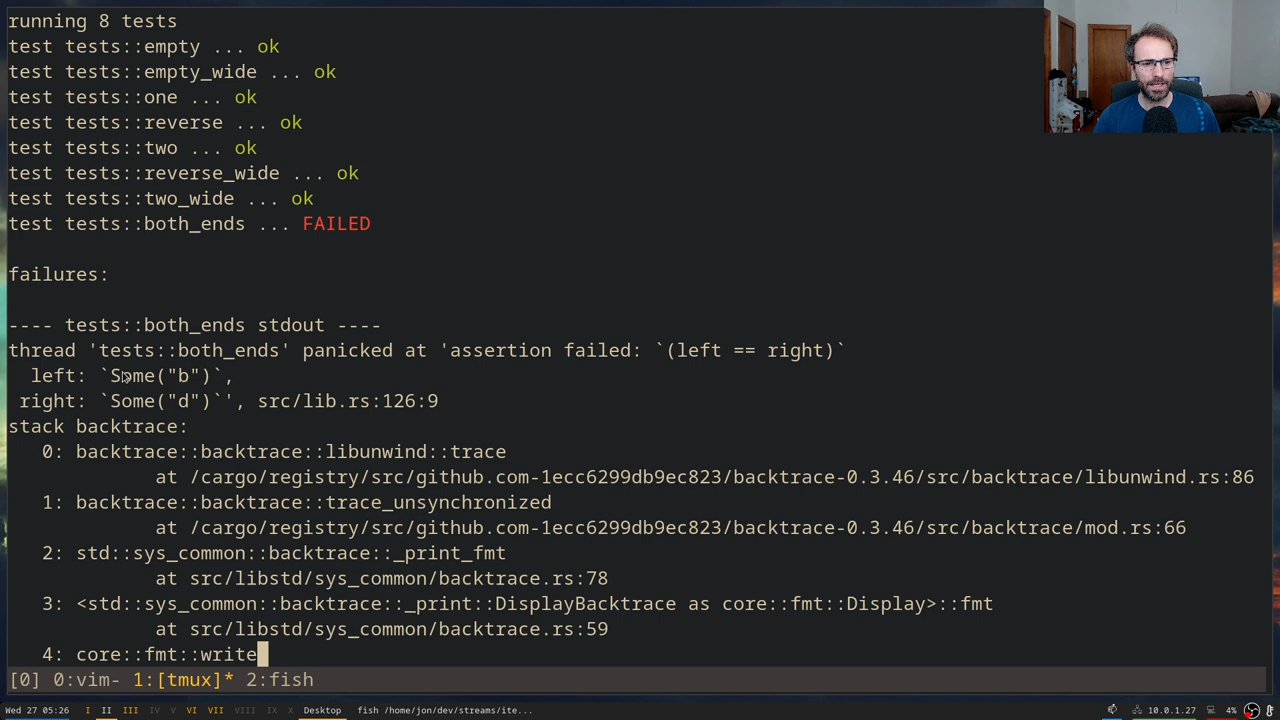 running 8 tests
test tests::empty ... ok
test tests::empty_wide ... ok
test tests::one ... ok
test tests::reverse ... ok
test tests::two ... ok
test tests::reverse_wide ... ok
test tests::two_wide ... ok
test tests::both_ends ... FAILED
failures:
---- tests::both_ends stdout ----
thread 'tests::both_ends' panicked at 'assertion failed: `(left == right)`
  left: `Some("b")`,
 right: `Some("d")`', src/lib.rs:126:9
stack backtrace:
   0: backtrace::backtrace::libunwind::trace
             at /cargo/registry/src/github.com-1ecc6299db9ec823/backtrace-0.3.46/src/backtrace/libunwind.rs:86
   1: backtrace::backtrace::trace_unsynchronized
             at /cargo/registry/src/github.com-1ecc6299db9ec823/backtrace-0.3.46/src/backtrace/mod.rs:66
   2: std::sys_common::backtrace::_print_fmt
             at src/libstd/sys_common/backtrace.rs:78
   3: <std::sys_common::backtrace::_print::DisplayBacktrace as core::fmt::Display>::fmt
             at src/libstd/sys_common/backtrace.rs:59
   4: core::fmt::write
[0] 0:vim- 1:[tmux]* 2:fish
Wed 27 05:26 I II III IV V VI VII VIII IX X Desktop fish /home/jon/dev/streams/ite... 10.0.1.27 4%